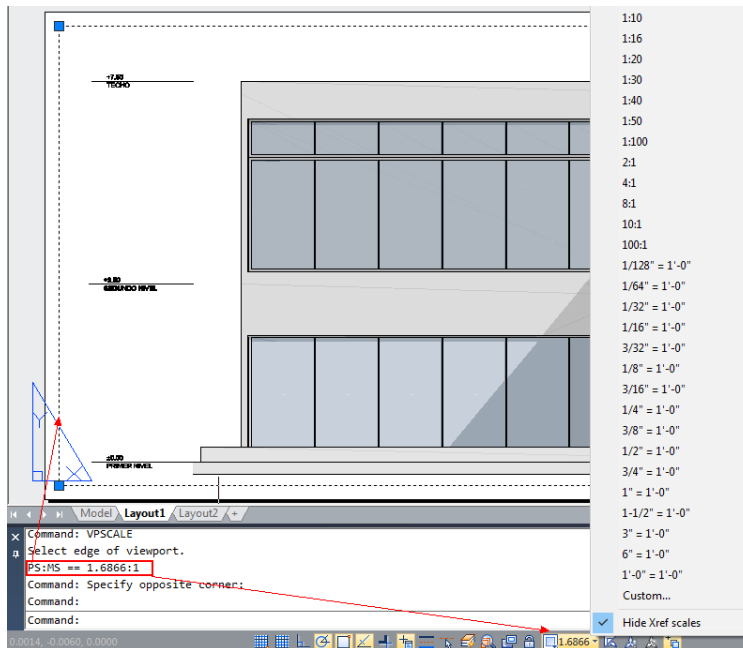 +7.50
TECHO
SEGUNDO NIVEL
±0.00
PRIMER NIVEL
Y
X
Model
Layout1
Layout2
+
Command: VPSCALE
Select edge of viewport.
PS:MS == 1.6866:1
Command: Specify opposite corner:
Command:
Command:
0.0014, -0.0060, 0.0000
1.6866
1:10
1:16
1:20
1:30
1:40
1:50
1:100
2:1
4:1
8:1
10:1
100:1
1/128" = 1'-0"
1/64" = 1'-0"
1/32" = 1'-0"
1/16" = 1'-0"
3/32" = 1'-0"
1/8" = 1'-0"
3/16" = 1'-0"
1/4" = 1'-0"
3/8" = 1'-0"
1/2" = 1'-0"
3/4" = 1'-0"
1" = 1'-0"
1-1/2" = 1'-0"
3" = 1'-0"
6" = 1'-0"
1'-0" = 1'-0"
Custom...
Hide Xref scales